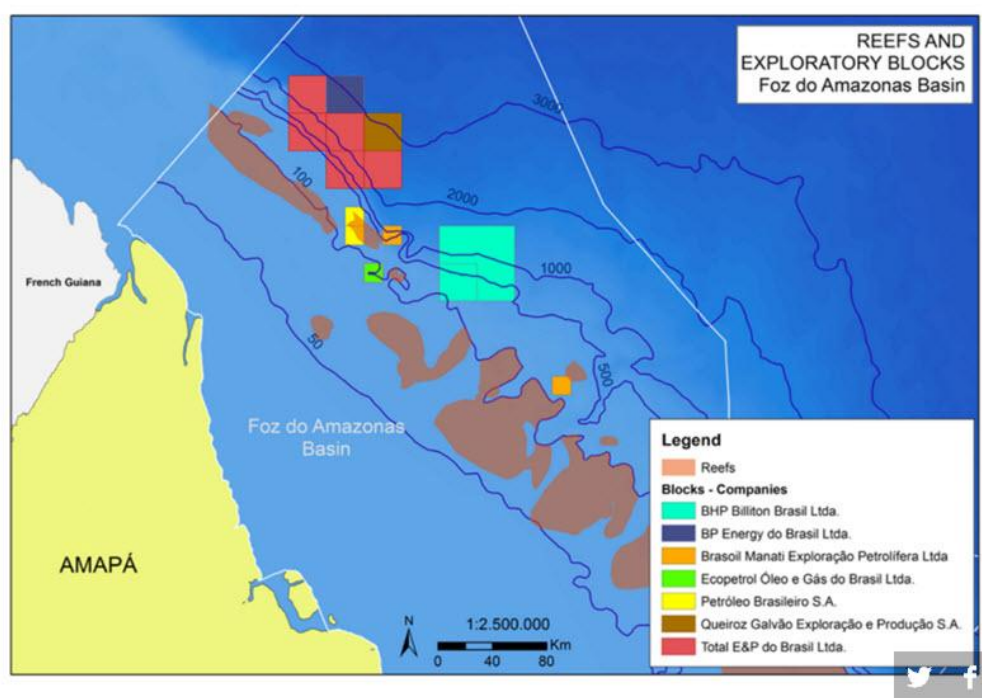 REEFS AND
EXPLORATORY BLOCKS
Foz do Amazonas Basin
3000
100
2000
French Guiana
1000
50
500
Foz do Amazonas
Basin
AMAPÁ
N
1:2.500.000
Km
0 40 80
Legend
Reefs
Blocks - Companies
BHP Billiton Brasil Ltda.
BP Energy do Brasil Ltda.
Brasoil Manati Exploração Petrolífera Ltda
Ecopetrol Óleo e Gás do Brasil Ltda.
Petróleo Brasileiro S.A.
Queiroz Galvão Exploração e Produção S.A.
Total E&P do Brasil Ltda.